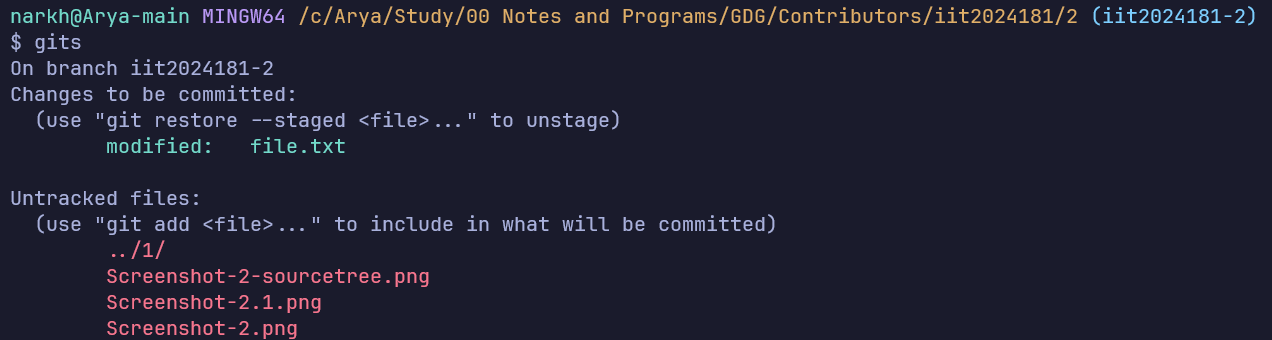 narkh@Arya-main MINGW64 /c/Arya/Study/00 Notes and Programs/GDG/Contributors/iit2024181/2 (iit2024181-2)
$ gits
On branch iit2024181-2
Changes to be committed:
  (use "git restore --staged <file>..." to unstage)
        modified:   file.txt

Untracked files:
  (use "git add <file>..." to include in what will be committed)
        ../1/
        Screenshot-2-sourcetree.png
        Screenshot-2.1.png
        Screenshot-2.png